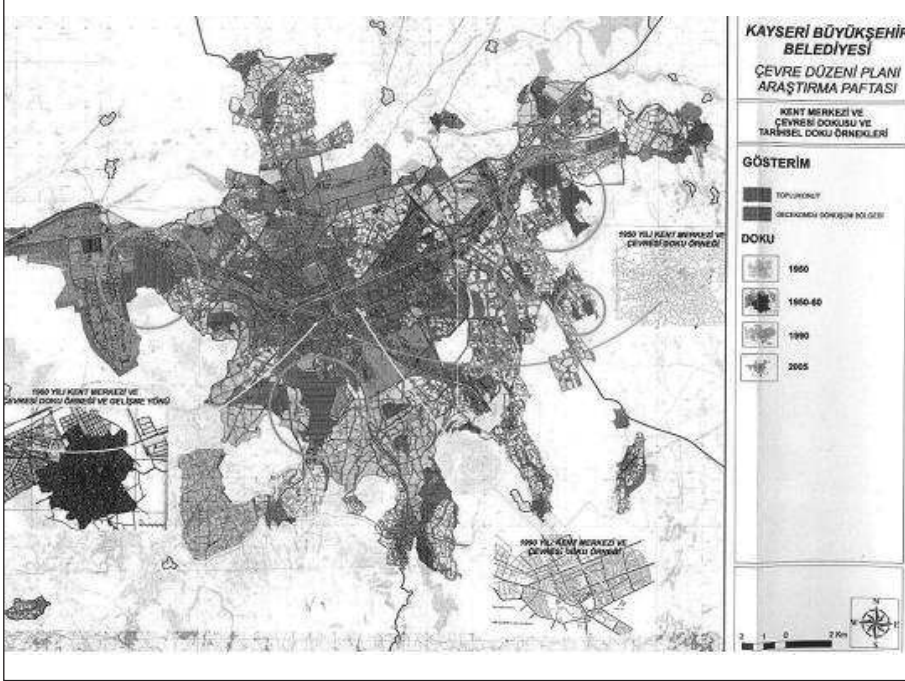 KAYSERİ BÜYÜKŞEHİR
BELEDİYESİ
ÇEVRE DÜZENİ PLANI
ARAŞTIRMA PAFTASI
KENT MERKEZİ VE
ÇEVRESİ DOKUSU VE
TARİHSEL DOKU ÖRNEKLERİ
GÖSTERİM
TOPLUKONUT
GECEKONDU DÖNÜŞÜM BÖLGESİ
DOKU
1950
1950-60
1990
2005
1950 YILI KENT MERKEZİ VE
ÇEVRESİ DOKU ÖRNEĞİ
1960 YILI KENT MERKEZİ VE
ÇEVRESİ DOKU ÖRNEĞİ VE GELİŞME YÖNÜ
1990 YILI KENT MERKEZİ VE
ÇEVRESİ DOKU ÖRNEĞİ
N
W E
S
2 1 0 2 Km